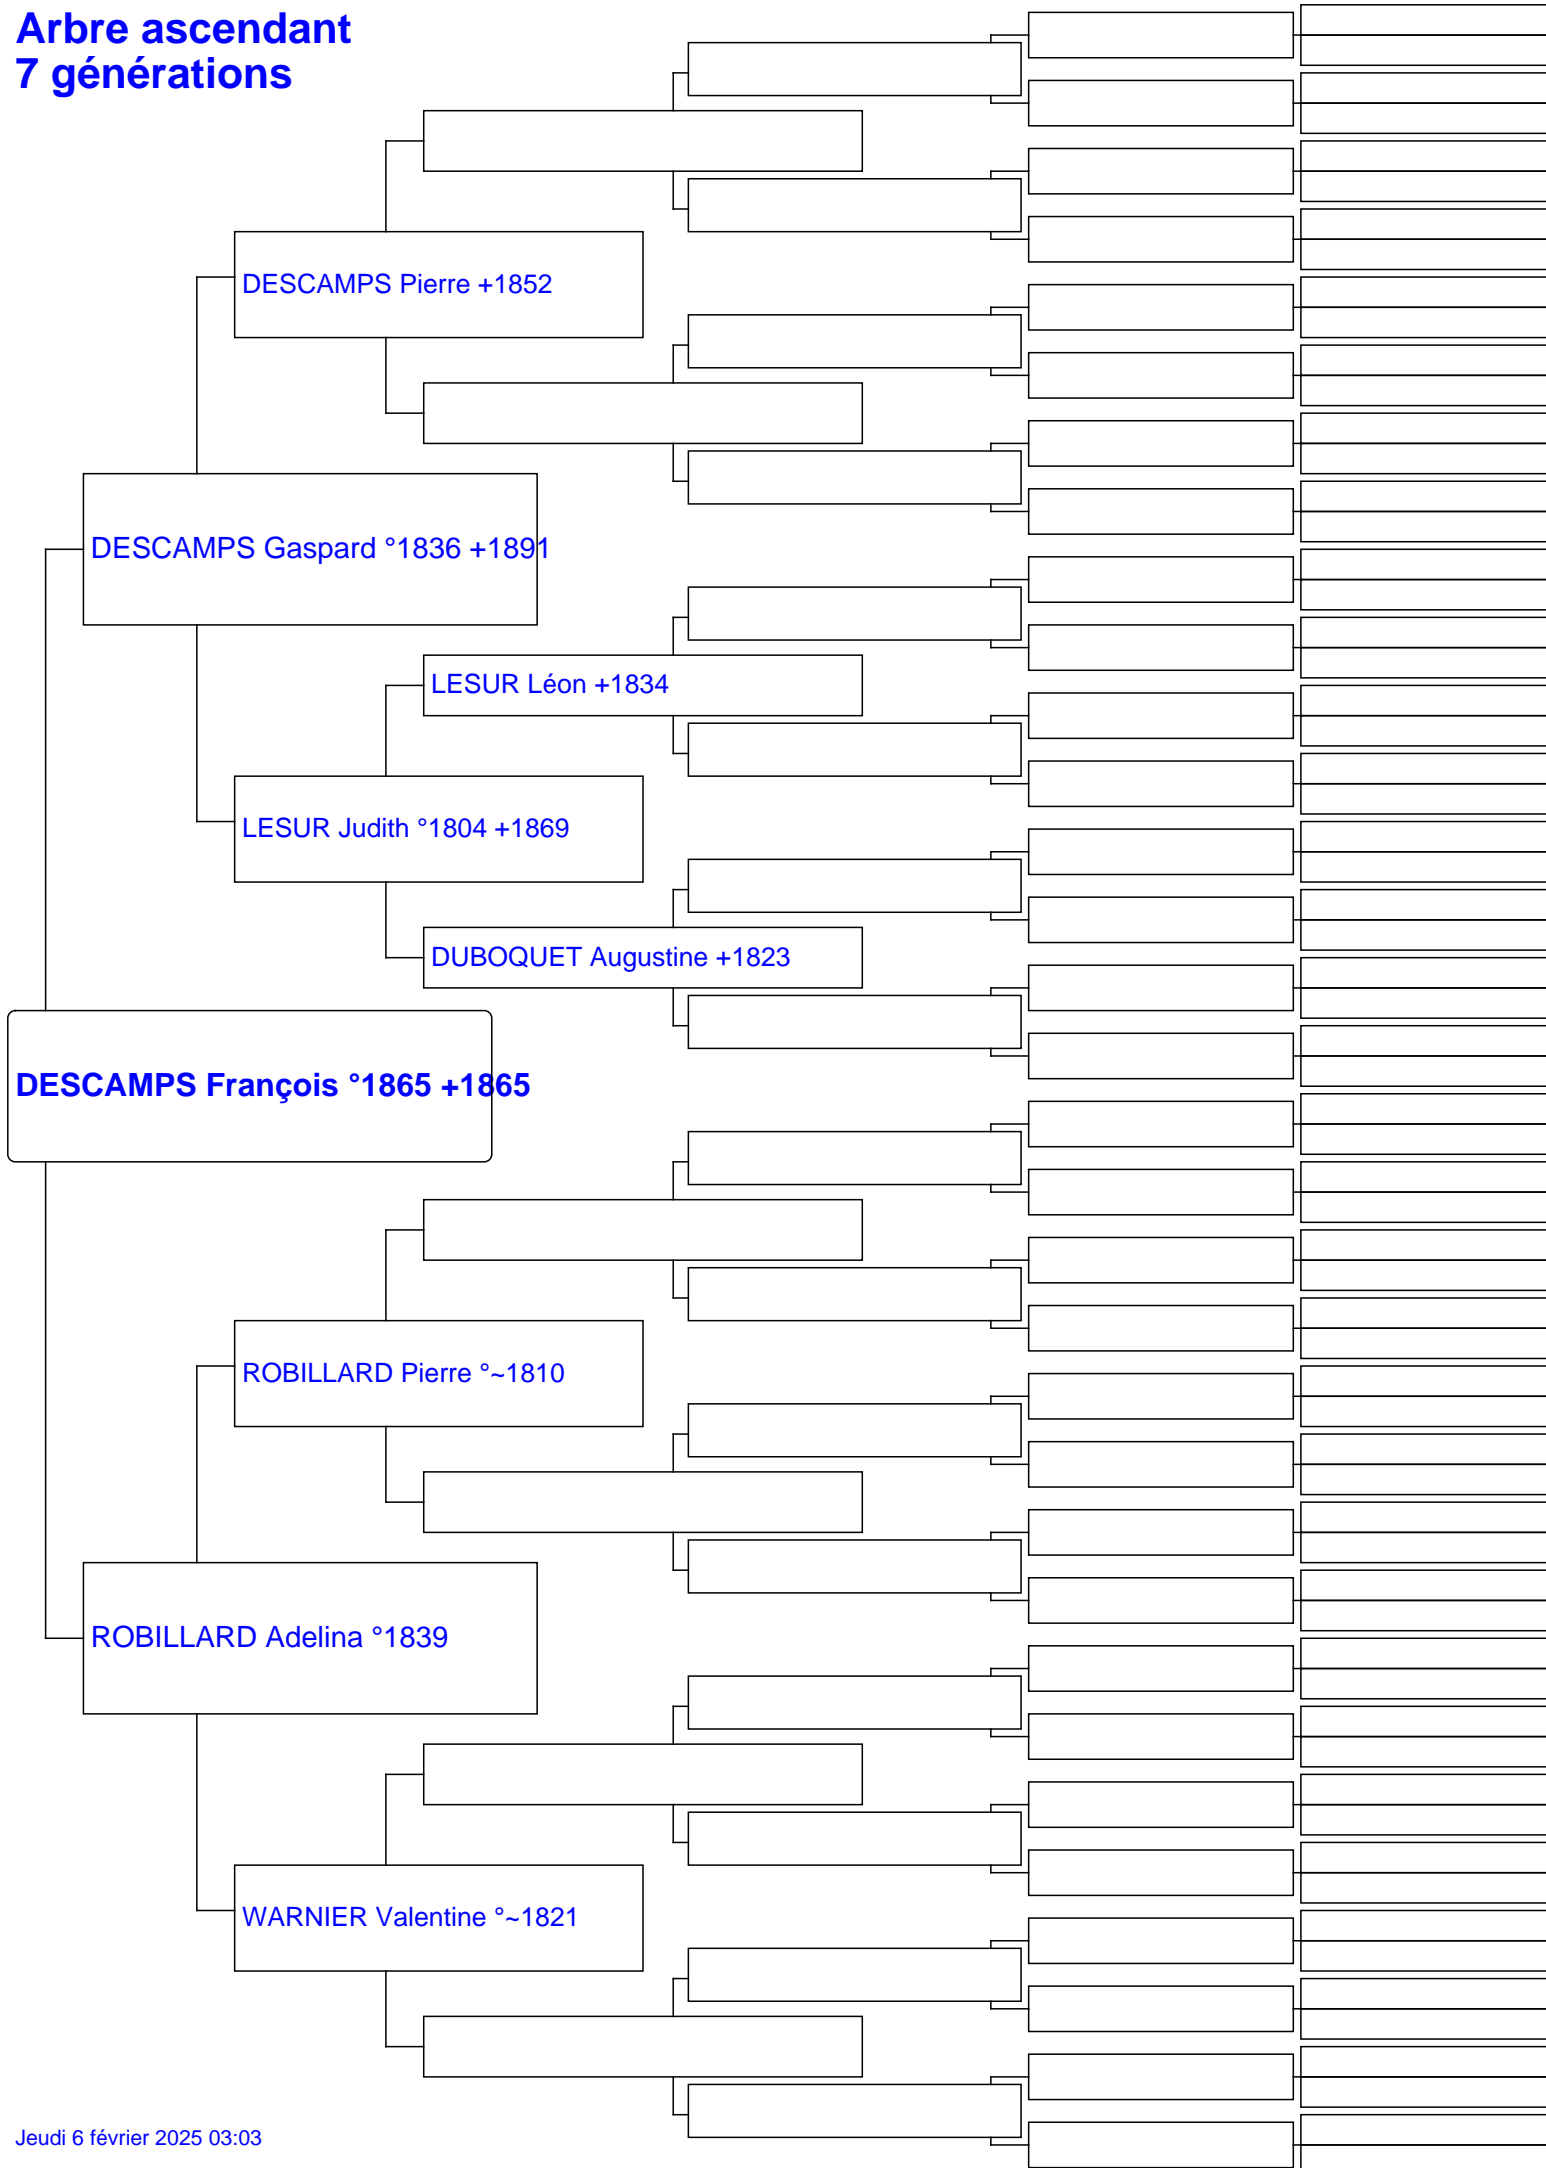 Arbre ascendant
7 générations
DESCAMPS Pierre +1852
DESCAMPS Gaspard °1836 +1891
LESUR Léon +1834
LESUR Judith °1804 +1869
DUBOQUET Augustine +1823
DESCAMPS François °1865 +1865
ROBILLARD Pierre °~1810
ROBILLARD Adelina °1839
WARNIER Valentine °~1821
Jeudi 6 février 2025 03:03